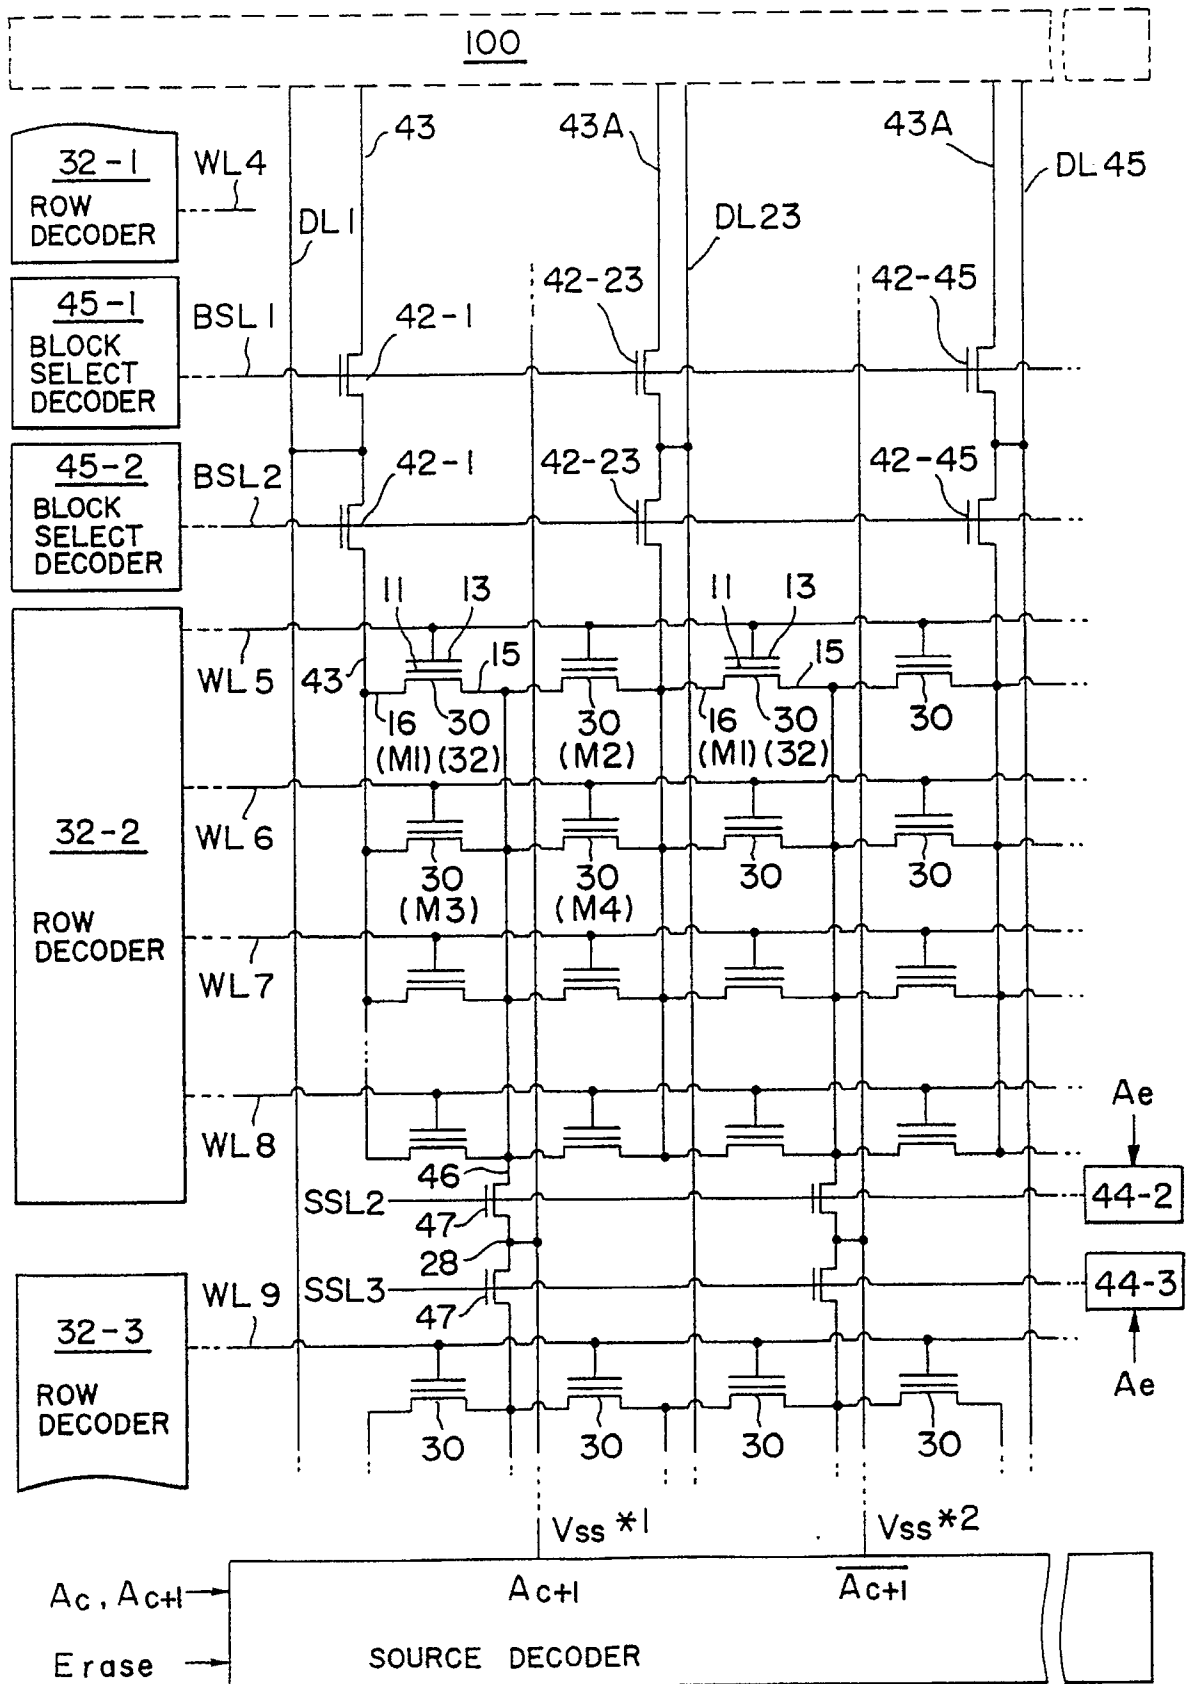 100
43 43A 43A
32-1 WL4 DL45
ROW
DECODER
DL1 DL23
42-23 42-45
45-1 BSL1 42-1
BLOCK
SELECT
DECODER
45-2 BSL2 42-1 42-23 42-45
BLOCK
SELECT
DECODER
11 13 11 13
WL5 43 15 15
16 30 30 16 30 30
(M1) (32) (M2) (M1) (32)
32-2 WL6
30 30 30 30
(M3) (M4)
ROW
DECODER
WL7
WL8 Ae
46
SSL2 44-2
47
28
WL9 SSL3 44-3
32-3 47
ROW
DECODER
Ae
30 30 30 30
Vss *1 Vss *2
Ac, Ac+1 Ac+1 A̅c̅+̅1̅
Erase SOURCE DECODER